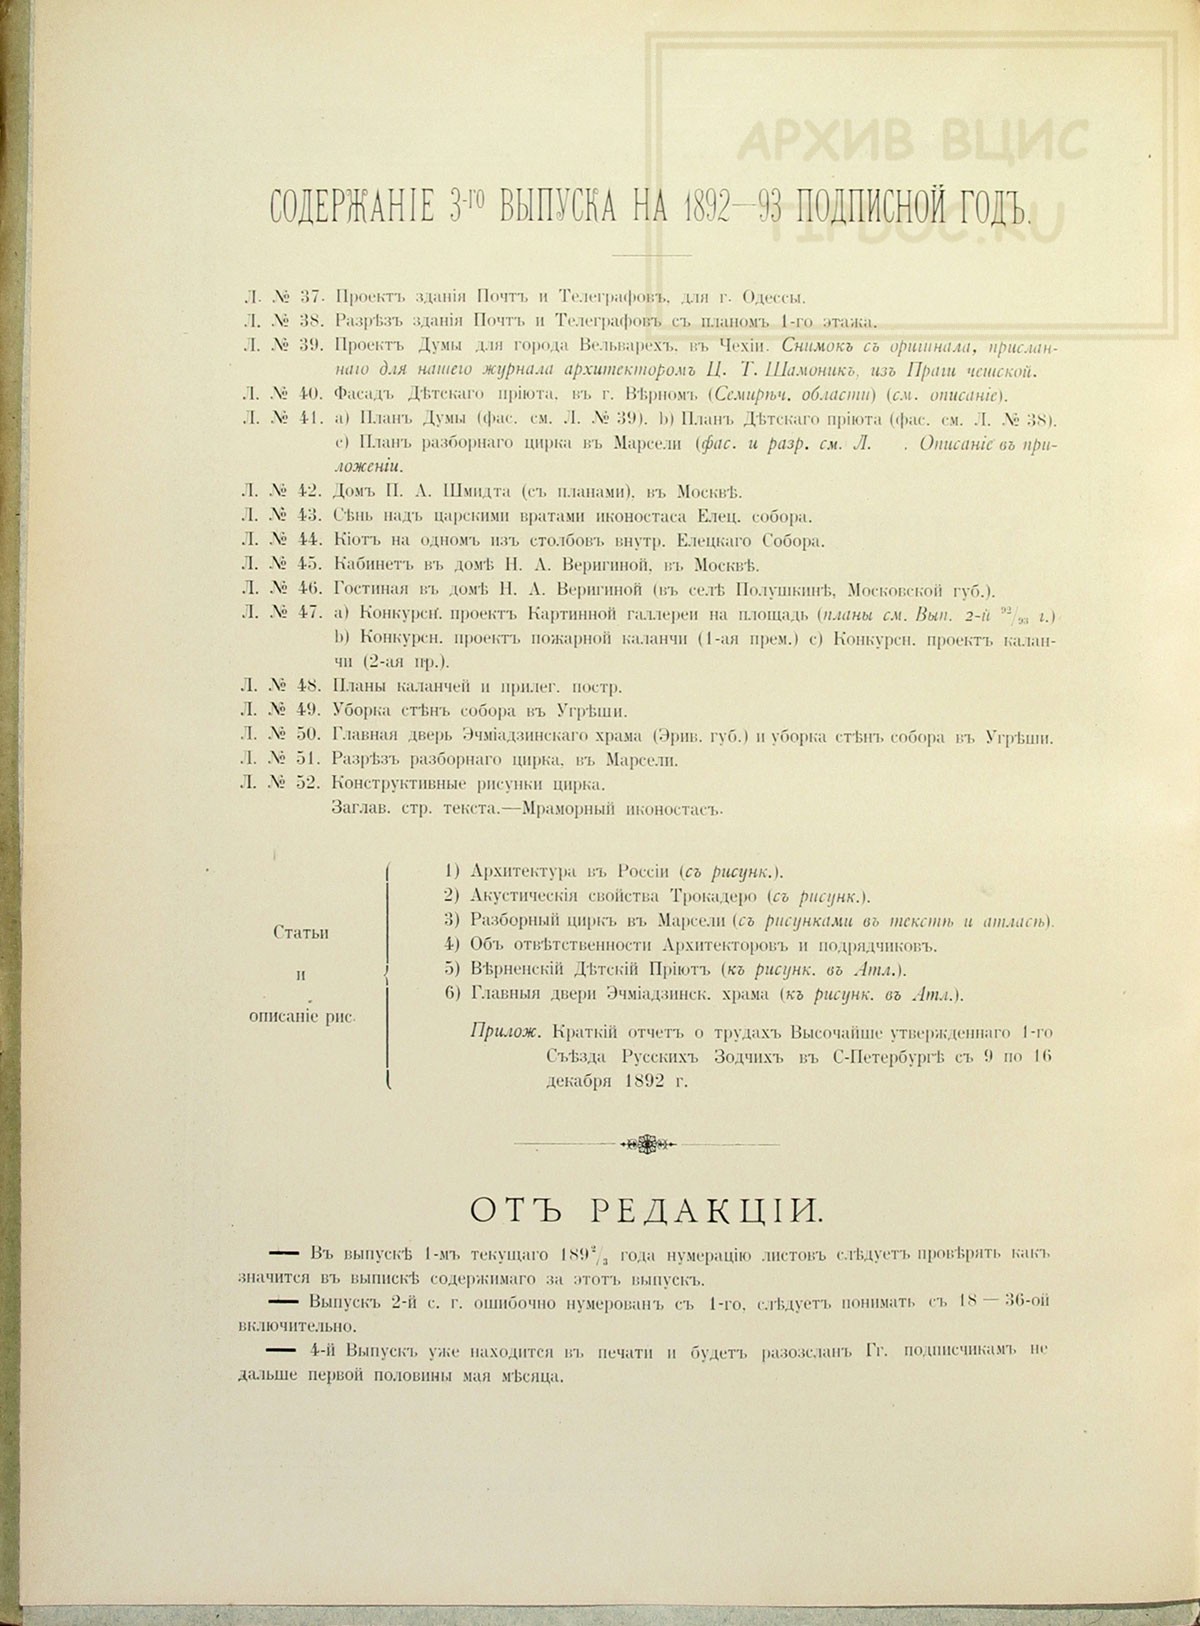 АРХИВ ВЦИС
TIPDOC.RU
СОДЕРЖАНІЕ 3-ГО ВЫПУСКА НА 1892—93 ПОДПИСНОЙ ГОДЪ.
Л. № 37. Проектъ зданія Почтъ и Телеграфовъ, для г. Одессы.
Л. № 38. Разрѣзъ зданія Почтъ и Телеграфовъ съ планомъ 1-го этажа.
Л. № 39. Проектъ Думы для города Вельварехъ, въ Чехіи. Снимокъ съ оригинала, прислан-
наго для нашего журнала архитекторомъ Ц. Т. Шамоникъ, изъ Праги чешской.
Л. № 40. Фасадъ Дѣтскаго пріюта, въ г. Вѣрномъ (Семирѣч. области) (см. описаніе).
Л. № 41. а) Планъ Думы (фас. см. Л. № 39). b) Планъ Дѣтскаго пріюта (фас. см. Л. № 38).
с) Планъ разборнаго цирка въ Марсели (фас. и разр. см. Л. . Описаніе въ при-
ложеніи.
Л. № 42. Домъ П. А. Шмидта (съ планами), въ Москвѣ.
Л. № 43. Сѣнь надъ царскими вратами иконостаса Елец. собора.
Л. № 44. Кіотъ на одномъ изъ столбовъ внутр. Елецкаго Собора.
Л. № 45. Кабинетъ въ домѣ Н. А. Веригиной, въ Москвѣ.
Л. № 46. Гостиная въ домѣ Н. А. Веригиной (въ селѣ Полушкинѣ, Московской губ.).
Л. № 47. а) Конкурсн. проектъ Картинной галлереи на площадь (планы см. Вып. 2-й 92/93 г.)
b) Конкурсн. проектъ пожарной каланчи (1-ая прем.) с) Конкурсн. проектъ калан-
чи (2-ая пр.).
Л. № 48. Планы каланчей и прилег. постр.
Л. № 49. Уборка стѣнъ собора въ Угрѣши.
Л. № 50. Главная дверь Эчміадзинскаго храма (Эрив. губ.) и уборка стѣнъ собора въ Угрѣши.
Л. № 51. Разрѣзъ разборнаго цирка, въ Марсели.
Л. № 52. Конструктивные рисунки цирка.
Заглав. стр. текста.—Мраморный иконостасъ.
Статьи
и
описаніе рис.
1) Архитектура въ Россіи (съ рисунк.).
2) Акустическія свойства Трокадеро (съ рисунк.).
3) Разборный циркъ въ Марсели (съ рисунками въ текстѣ и атласѣ).
4) Объ отвѣтственности Архитекторовъ и подрядчиковъ.
5) Вѣрненскій Дѣтскій Пріютъ (къ рисунк. въ Атл.).
6) Главныя двери Эчміадзинск. храма (къ рисунк. въ Атл.).
Прилож. Краткій отчетъ о трудахъ Высочайше утвержденнаго 1-го
Съѣзда Русскихъ Зодчихъ въ С-Петербургѣ съ 9 по 16
декабря 1892 г.
ОТЪ РЕДАКЦІИ.
— Въ выпускѣ 1-мъ текущаго 189 2/3 года нумерацію листовъ слѣдуетъ провѣрять какъ
значится въ выпискѣ содержимаго за этотъ выпускъ.
— Выпускъ 2-й с. г. ошибочно нумерованъ съ 1-го, слѣдуетъ понимать съ 18 — 36-ой
включительно.
— 4-й Выпускъ уже находится въ печати и будетъ разосланъ Гг. подписчикамъ не
дальше первой половины мая мѣсяца.